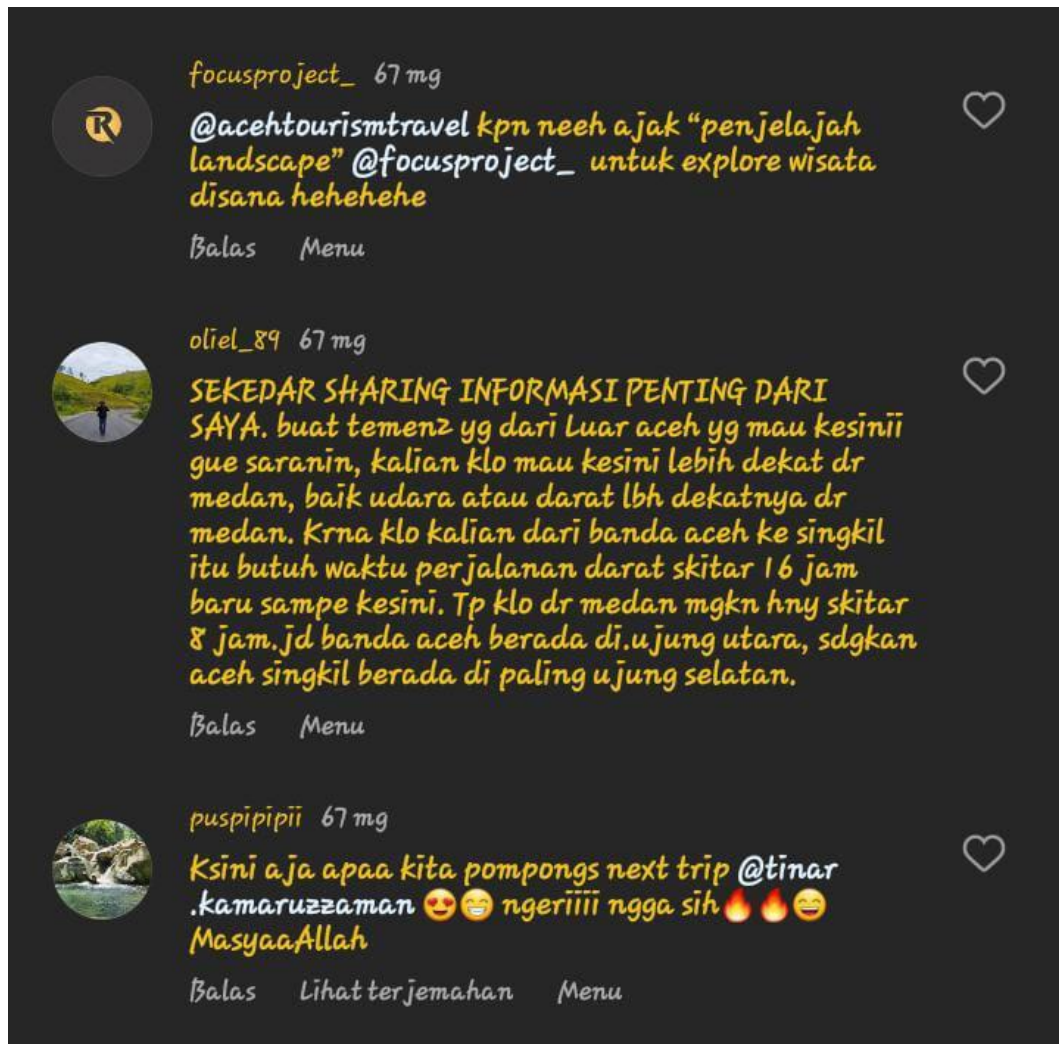 focusproject_ 67 mg
@acehtourismtravel kpn neeh ajak “penjelajah
landscape” @focusproject_ untuk explore wisata
disana hehehehe
Balas Menu
oliel_89 67 mg
SEKEDAR SHARING INFORMASI PENTING DARI
SAYA. buat temen2 yg dari Luar aceh yg mau kesinii
gue saranin, kalian klo mau kesini lebih dekat dr
medan, baik udara atau darat lbh dekatnya dr
medan. Krna klo kalian dari banda aceh ke singkil
itu butuh waktu perjalanan darat skitar 16 jam
baru sampe kesini. Tp klo dr medan mgkn hny skitar
8 jam.jd banda aceh berada di.ujung utara, sdgkan
aceh singkil berada di paling ujung selatan.
Balas Menu
puspipipii 67 mg
Ksini aja apaa kita pompongs next trip @tinar
.kamaruzzaman 😍😁 ngeriiii ngga sih🔥🔥😄
MasyaaAllah
Balas Lihat terjemahan Menu